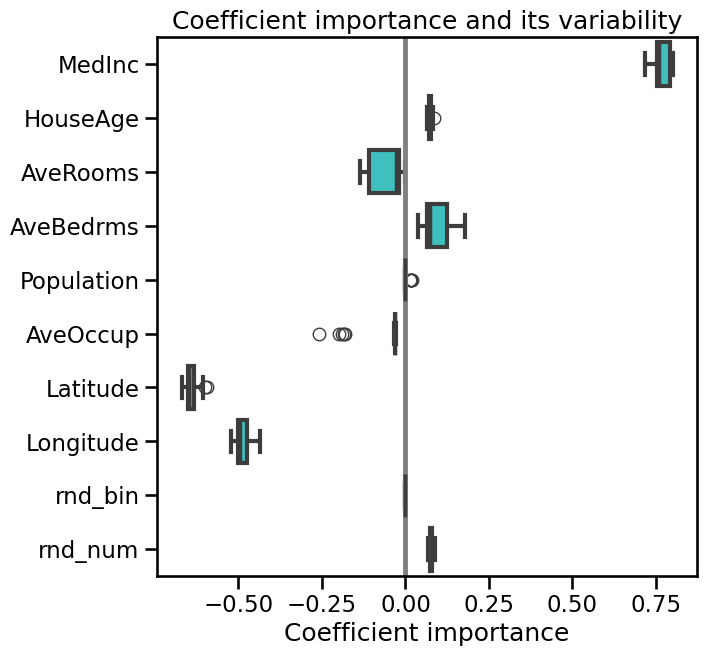 Coefficient importance and its variability
MedInc
HouseAge
AveRooms
AveBedrms
Population
AveOccup
Latitude
Longitude
rnd_bin
rnd_num
−0.50 −0.25 0.00 0.25 0.50 0.75
Coefficient importance